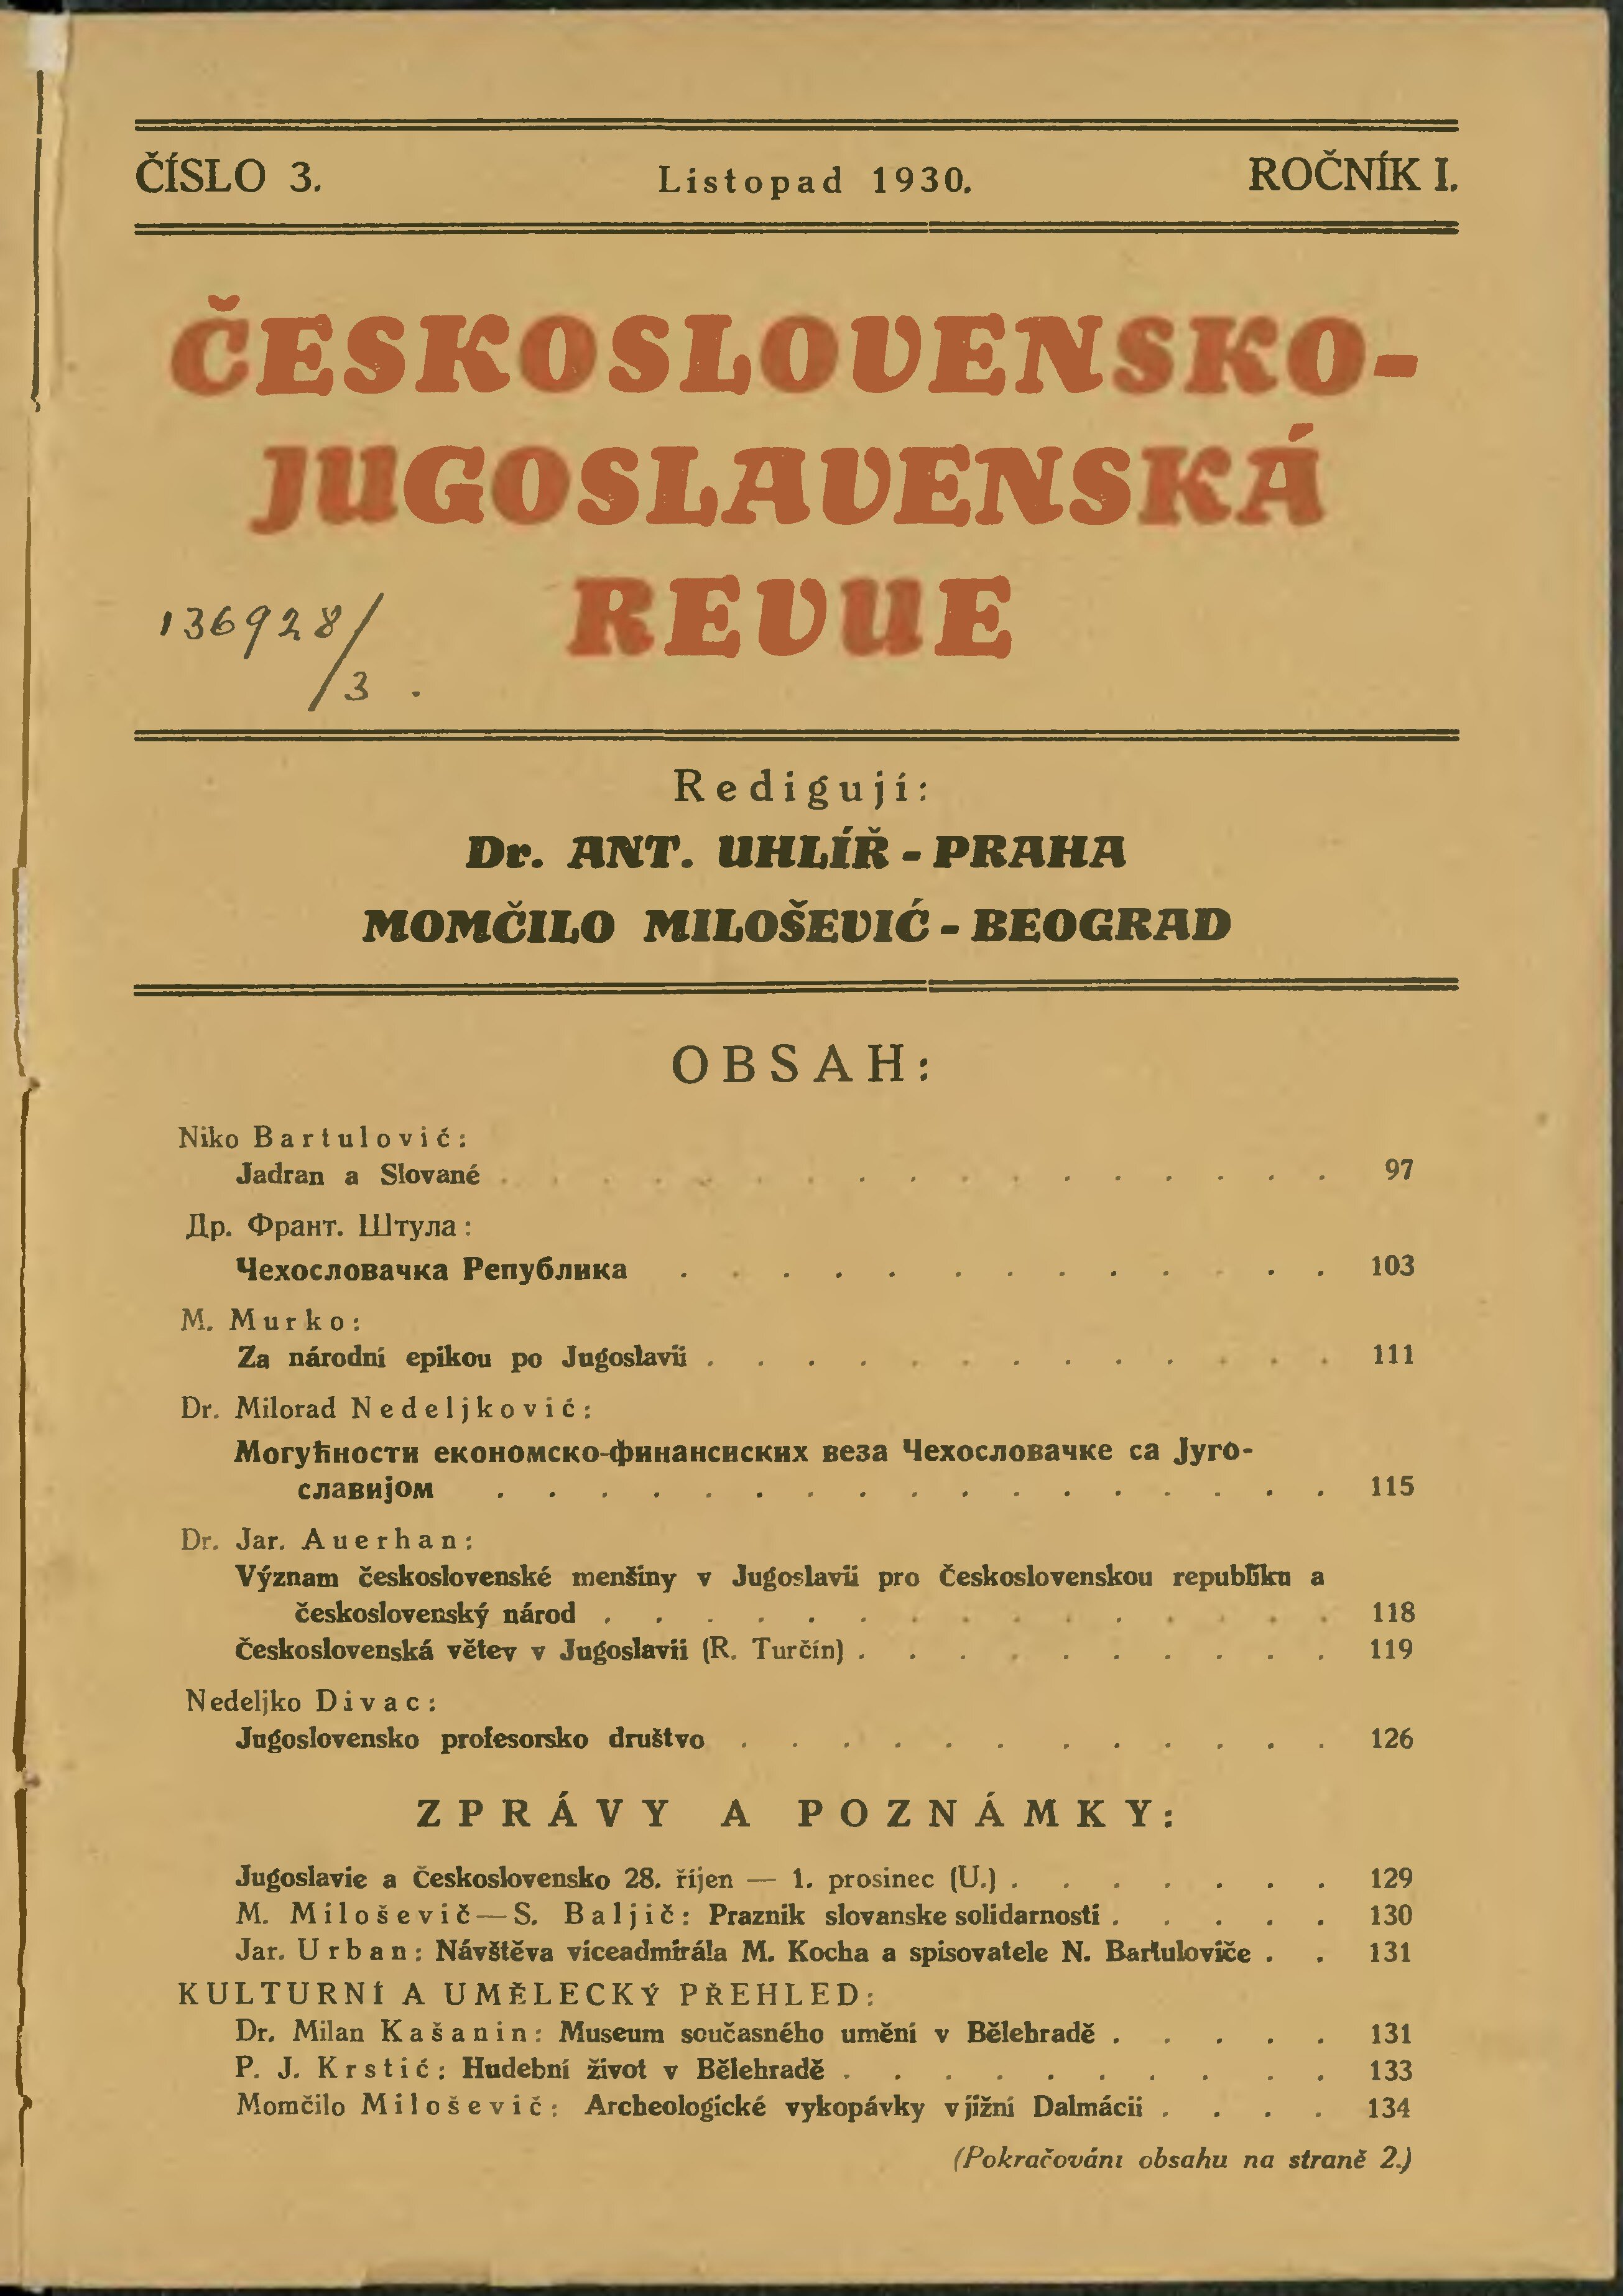 ČÍSLO 3. Listopad 1930. ROČNÍK I.
ČESKOSLOVENSKO-
JUGOSLAVENSKÁ
REVUE
136928/3.
Redigují:
Dr. ANT. UHLÍŘ - PRAHA
MOMČILO MILOŠEVIĆ - BEOGRAD
OBSAH:
Niko Bartulović:
Jadran a Slované . . . . . . . . . . . . . . . . . 97
Др. Франт. Штула:
Чехословачка Република . . . . . . . . . . . . . 103
M. Murko:
Za národní epikou po Jugoslavii . . . . . . . . . . . . . 111
Dr. Milorad Nedeljković:
Могућности економско-финансиских веза Чехословачке са Југо-
славијом . . . . . . . . . . . . . . . . . 115
Dr. Jar. Auerhan:
Význam československé menšiny v Jugoslavii pro Československou republiku a
československý národ . . . . . . . . . . . . . . . 118
Československá větev v Jugoslavii (R. Turčín) . . . . . . . . . . 119
Nedeljko Divac:
Jugoslovensko profesorsko društvo . . . . . . . . . . . . 126
ZPRÁVY A POZNÁMKY:
Jugoslavie a Československo 28. říjen — 1. prosinec (U.) . . . . . . . 129
M. Miloševič—S. Baljič: Praznik slovanske solidarnosti . . . . . 130
Jar. Urban: Návštěva viceadmirála M. Kocha a spisovatele N. Bartuloviče . . 131
KULTURNÍ A UMĚLECKÝ PŘEHLED:
Dr. Milan Kašanin: Museum současného umění v Bělehradě . . . . . 131
P. J. Krstić: Hudební život v Bělehradě . . . . . . . . . . 133
Momčilo Miloševič: Archeologické vykopávky v jižní Dalmácii . . . . 134
(Pokračování obsahu na straně 2.)